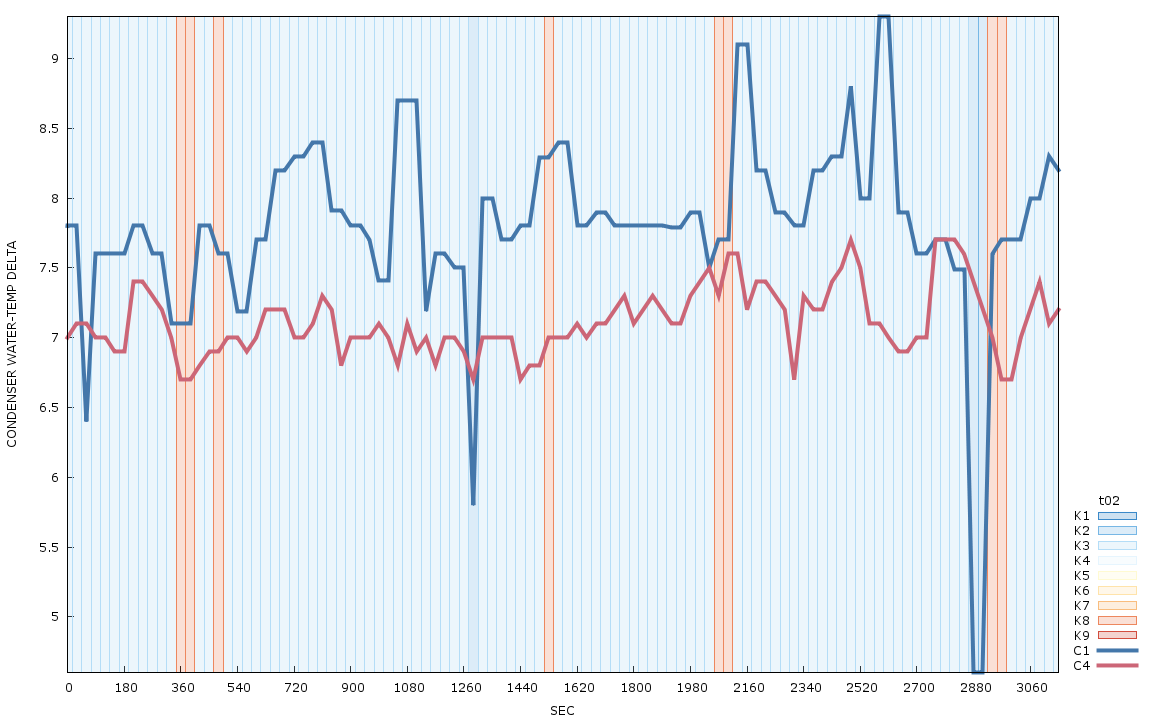 CONDENSER WATER-TEMP DELTA
9
8.5
8
7.5
7
6.5
6
5.5
5
0 180 360 540 720 900 1080 1260 1440 1620 1800 1980 2160 2340 2520 2700 2880 3060
SEC
t02
K1
K2
K3
K4
K5
K6
K7
K8
K9
C1
C4